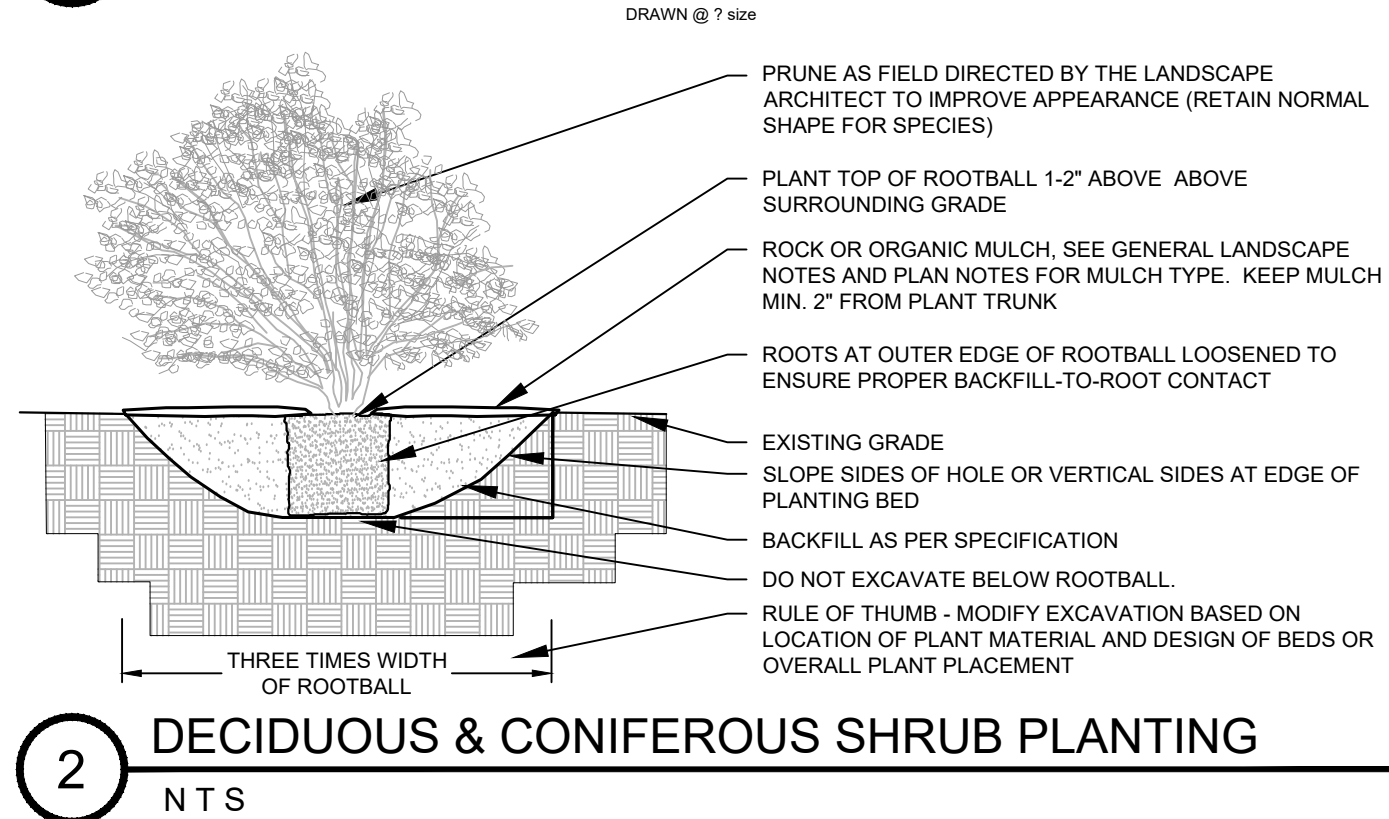 DRAWN @ ? size
PRUNE AS FIELD DIRECTED BY THE LANDSCAPE
ARCHITECT TO IMPROVE APPEARANCE (RETAIN NORMAL
SHAPE FOR SPECIES)
PLANT TOP OF ROOTBALL 1-2" ABOVE ABOVE
SURROUNDING GRADE
ROCK OR ORGANIC MULCH, SEE GENERAL LANDSCAPE
NOTES AND PLAN NOTES FOR MULCH TYPE. KEEP MULCH
MIN. 2" FROM PLANT TRUNK
ROOTS AT OUTER EDGE OF ROOTBALL LOOSENED TO
ENSURE PROPER BACKFILL-TO-ROOT CONTACT
EXISTING GRADE
SLOPE SIDES OF HOLE OR VERTICAL SIDES AT EDGE OF
PLANTING BED
BACKFILL AS PER SPECIFICATION
DO NOT EXCAVATE BELOW ROOTBALL.
RULE OF THUMB - MODIFY EXCAVATION BASED ON
LOCATION OF PLANT MATERIAL AND DESIGN OF BEDS OR
OVERALL PLANT PLACEMENT
THREE TIMES WIDTH
OF ROOTBALL
2
DECIDUOUS & CONIFEROUS SHRUB PLANTING
N T S